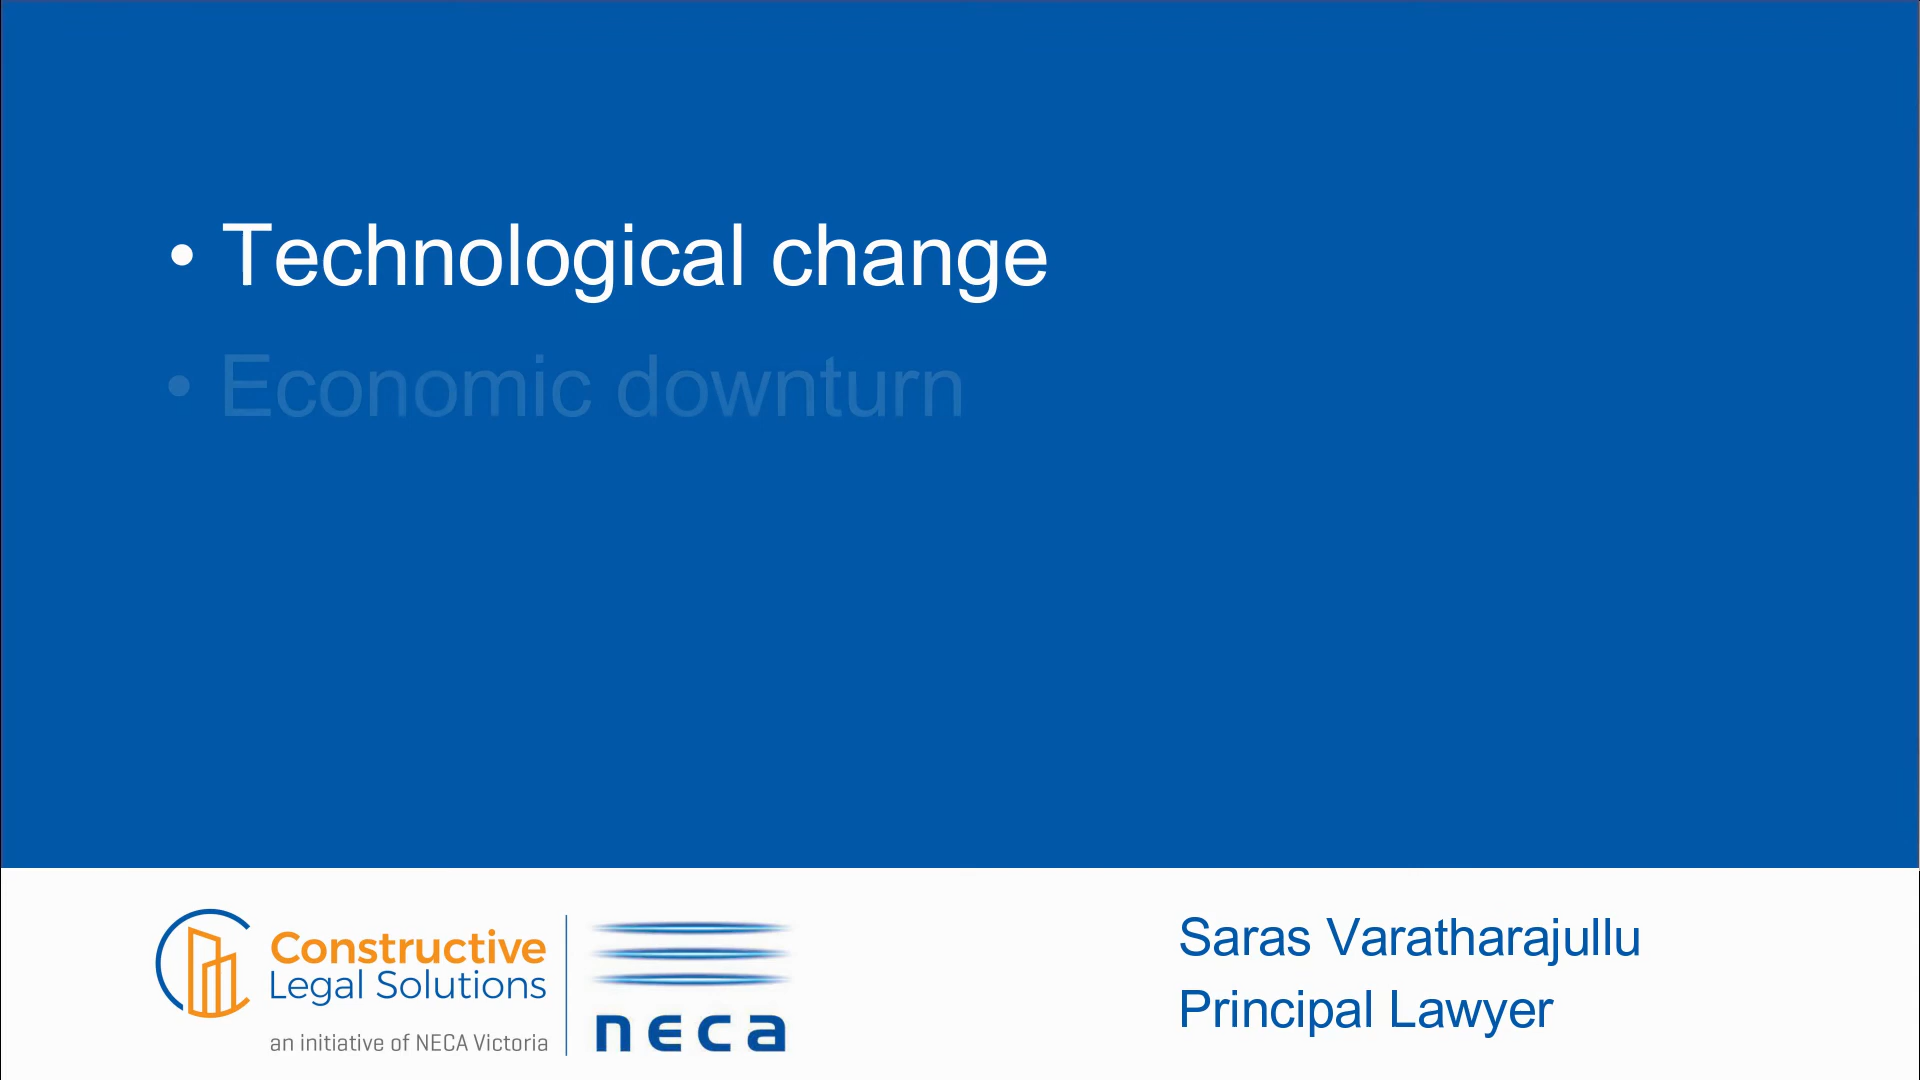 • Technological change
• Economic downturn
Constructive
Legal Solutions
an initiative of NECA Victoria
neca
Saras Varatharajullu
Principal Lawyer